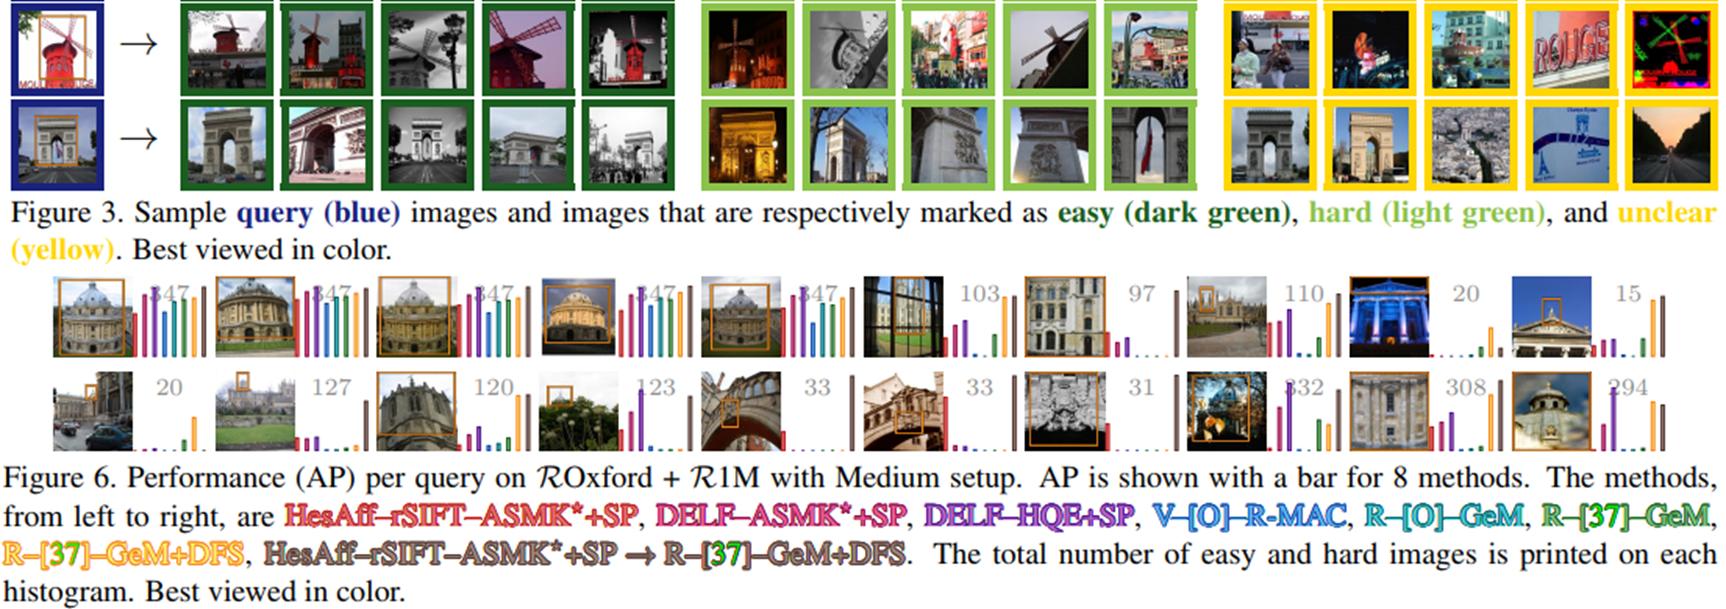 MOULIN ROUGE
ROUGE
Figure 3. Sample query (blue) images and images that are respectively marked as easy (dark green), hard (light green), and unclear
(yellow). Best viewed in color.
347 347 347 347 347 103 97 110 20 15
20 127 120 123 33 33 31 332 308 294
Figure 6. Performance (AP) per query on ROxford + R1M with Medium setup. AP is shown with a bar for 8 methods. The methods,
from left to right, are HesAff–rSIFT–ASMK*+SP, DELF–ASMK*+SP, DELF–HQE+SP, V–[O]–R-MAC, R–[O]–GeM, R–[37]–GeM,
R–[37]–GeM+DFS, HesAff–rSIFT–ASMK*+SP → R–[37]–GeM+DFS. The total number of easy and hard images is printed on each
histogram. Best viewed in color.